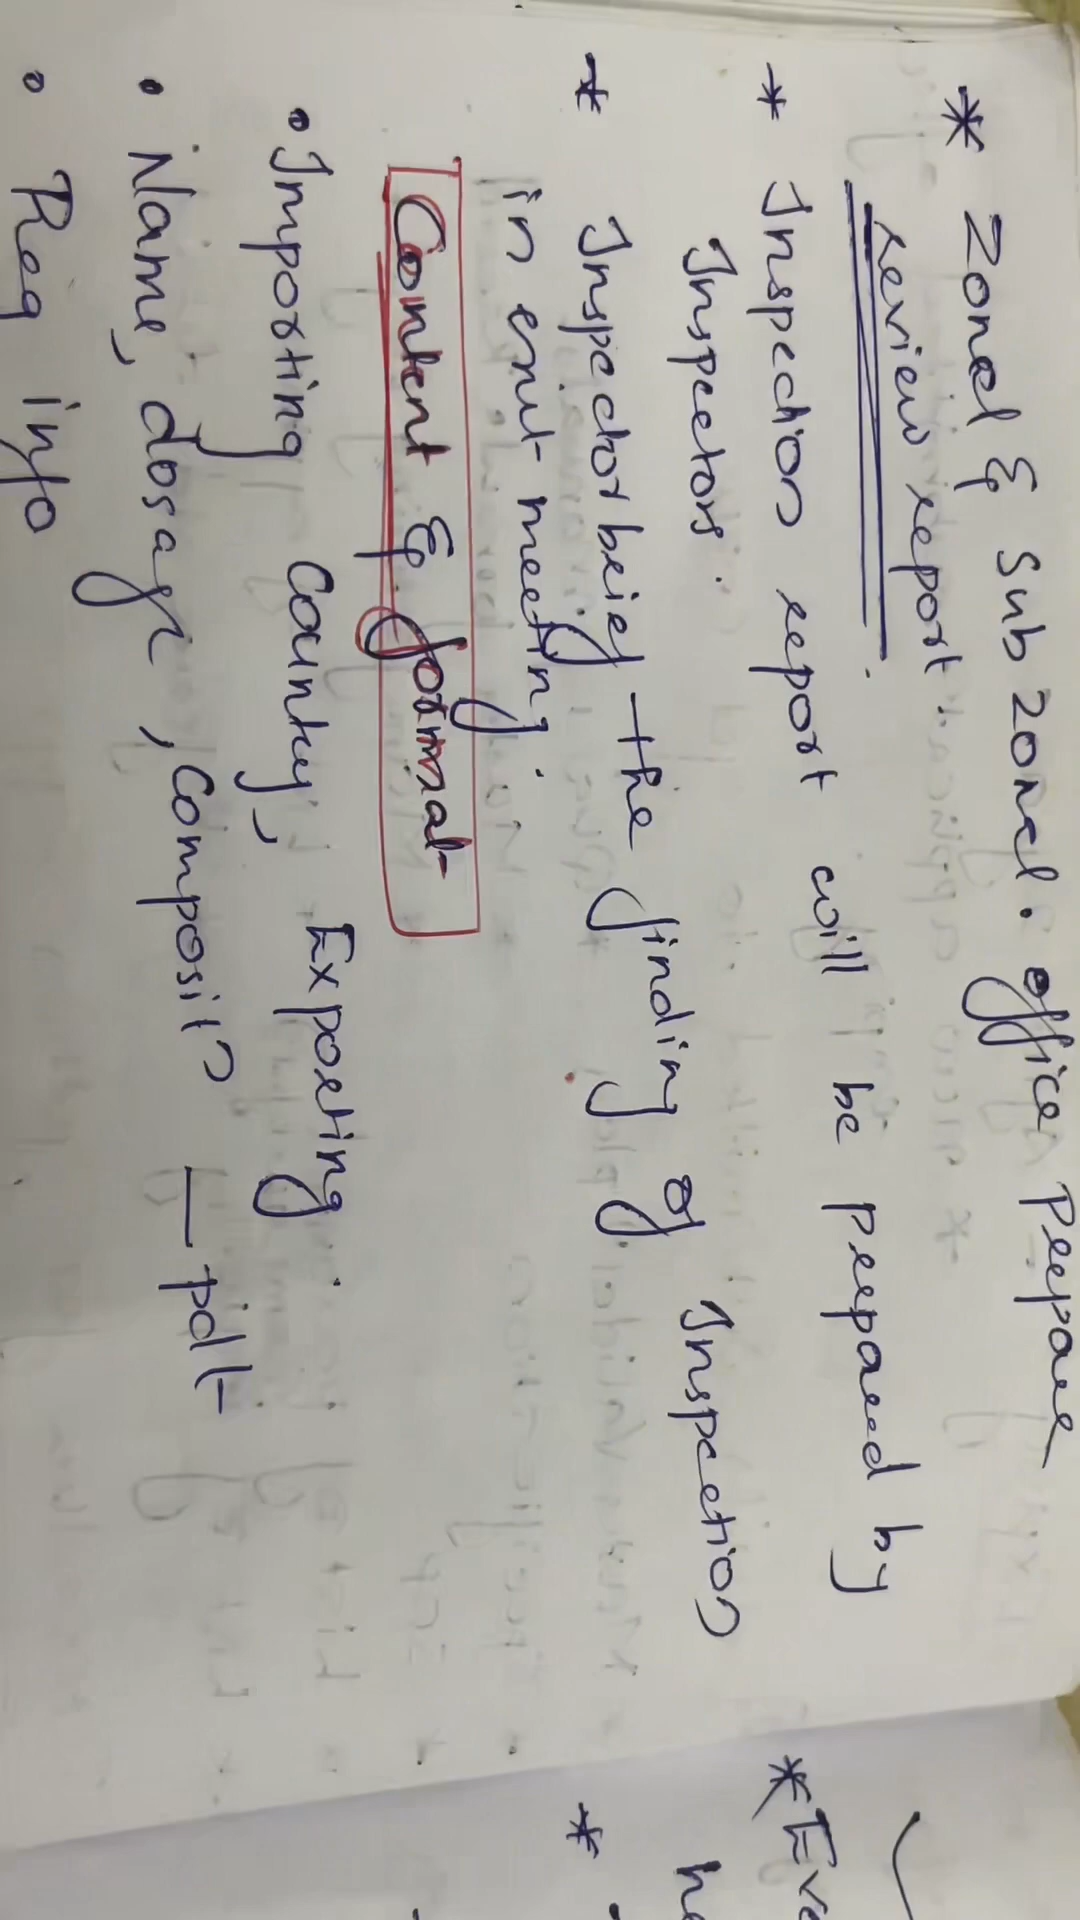 * Zonal & Sub zonal. office Prepare
review report.
* Inspection report will be prepared by
Inspectors.
* Inspector brief the finding of Inspection
in exit meeting.
Content & format
• Importing country, Exporting.
• Name, dosage, Composit? — pdt
• Reg info
*
*